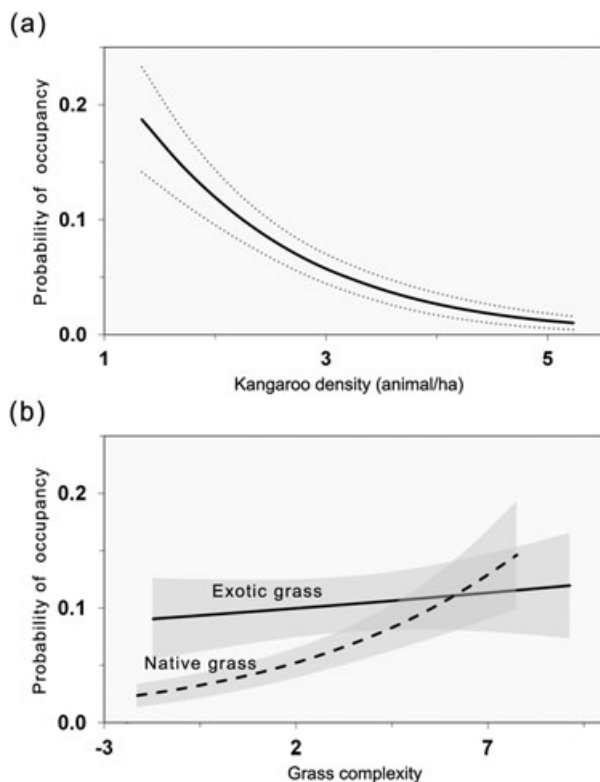 (a)
Probability of occupancy
0.2
0.1
0.0
1 3 5
Kangaroo density (animal/ha)
(b)
Probability of occupancy
0.2
0.1
0.0
Exotic grass
Native grass
-3 2 7
Grass complexity